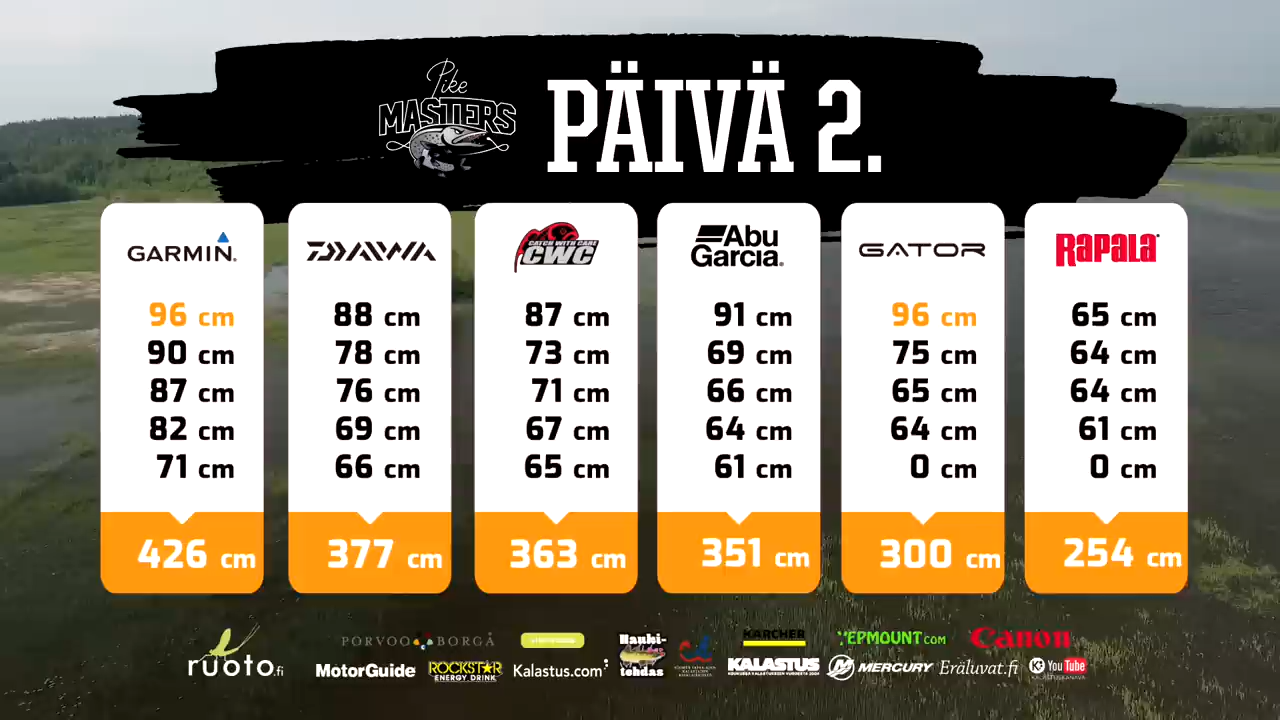 Pike
MASTERS
PÄIVÄ 2.
GARMIN.
96 cm
90 cm
87 cm
82 cm
71 cm
426 cm
DAIWA
88 cm
78 cm
76 cm
69 cm
66 cm
377 cm
CATCH WITH CARE
CWC
87 cm
73 cm
71 cm
67 cm
65 cm
363 cm
Abu
Garcia.
91 cm
69 cm
66 cm
64 cm
61 cm
351 cm
GATOR
96 cm
75 cm
65 cm
64 cm
0 cm
300 cm
RAPALA
65 cm
64 cm
64 cm
61 cm
0 cm
254 cm
ruoto.fi
PORVOO BORGÅ
MotorGuide
ROCKSTAR
ENERGY DRINK
Kalastus.com
Hauki-
tehdas
KÄRCHER
KALASTUS
YEPMOUNT.COM
MERCURY
Canon
Eräluvat.fi
K3 YouTube
KALASTUSKANAVA